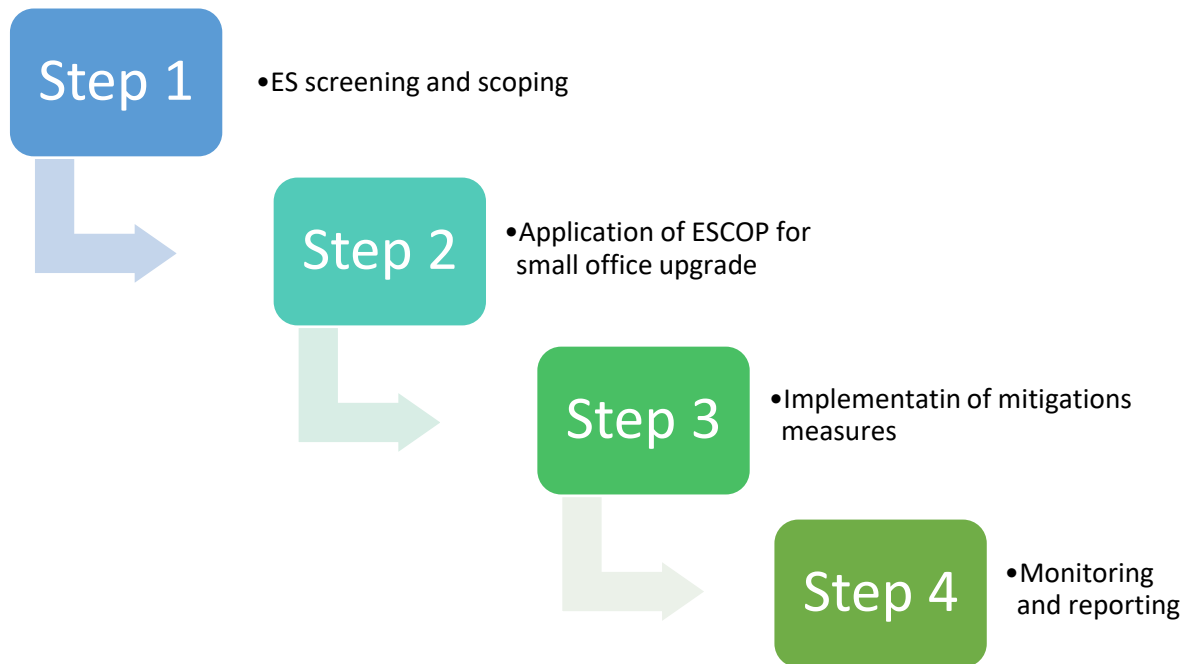 Step 1
•ES screening and scoping
Step 2
•Application of ESCOP for
small office upgrade
Step 3
•Implementatin of mitigations
measures
Step 4
•Monitoring
and reporting